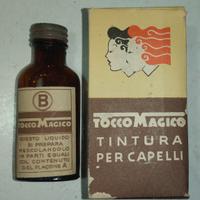 B
TOCCO MAGICO
QUESTO LIQUIDO
SI PREPARA
MESCOLANDOLO
IN PARTI EGUALI
COL CONTENUTO
DEL FLACONE A
TOCCO MAGICO
TINTURA
PER CAPELLI